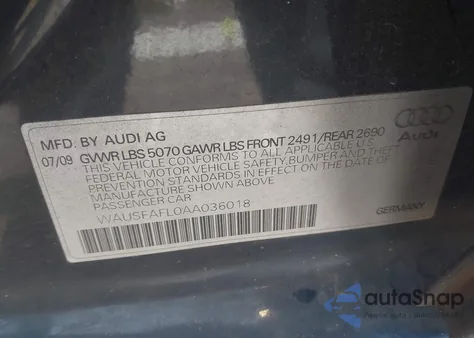 MFD. BY AUDI AG
07/09 GVWR LBS 5070 GAWR LBS FRONT 2491/REAR 2690
THIS VEHICLE CONFORMS TO ALL APPLICABLE U.S.
FEDERAL MOTOR VEHICLE SAFETY, BUMPER AND THEFT
PREVENTION STANDARDS IN EFFECT ON THE DATE OF
MANUFACTURE SHOWN ABOVE.
PASSENGER CAR
WAUSFAFL0AA036018
Audi
GERMANY
autoSnap